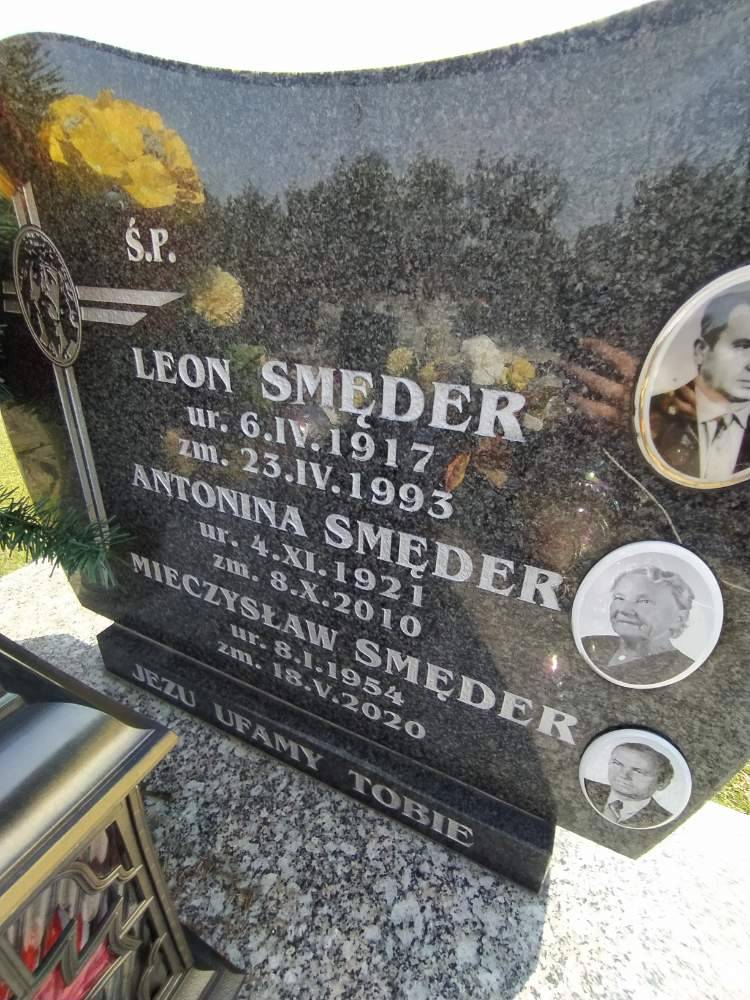 Ś.P.
LEON SMĘDER
ur. 6.IV.1917
zm. 23.IV.1993
ANTONINA SMĘDER
ur. 4.XI.1921
zm. 8.X.2010
MIECZYSŁAW SMĘDER
ur. 8.I.1954
zm. 18.V.2020
JEZU UFAMY TOBIE